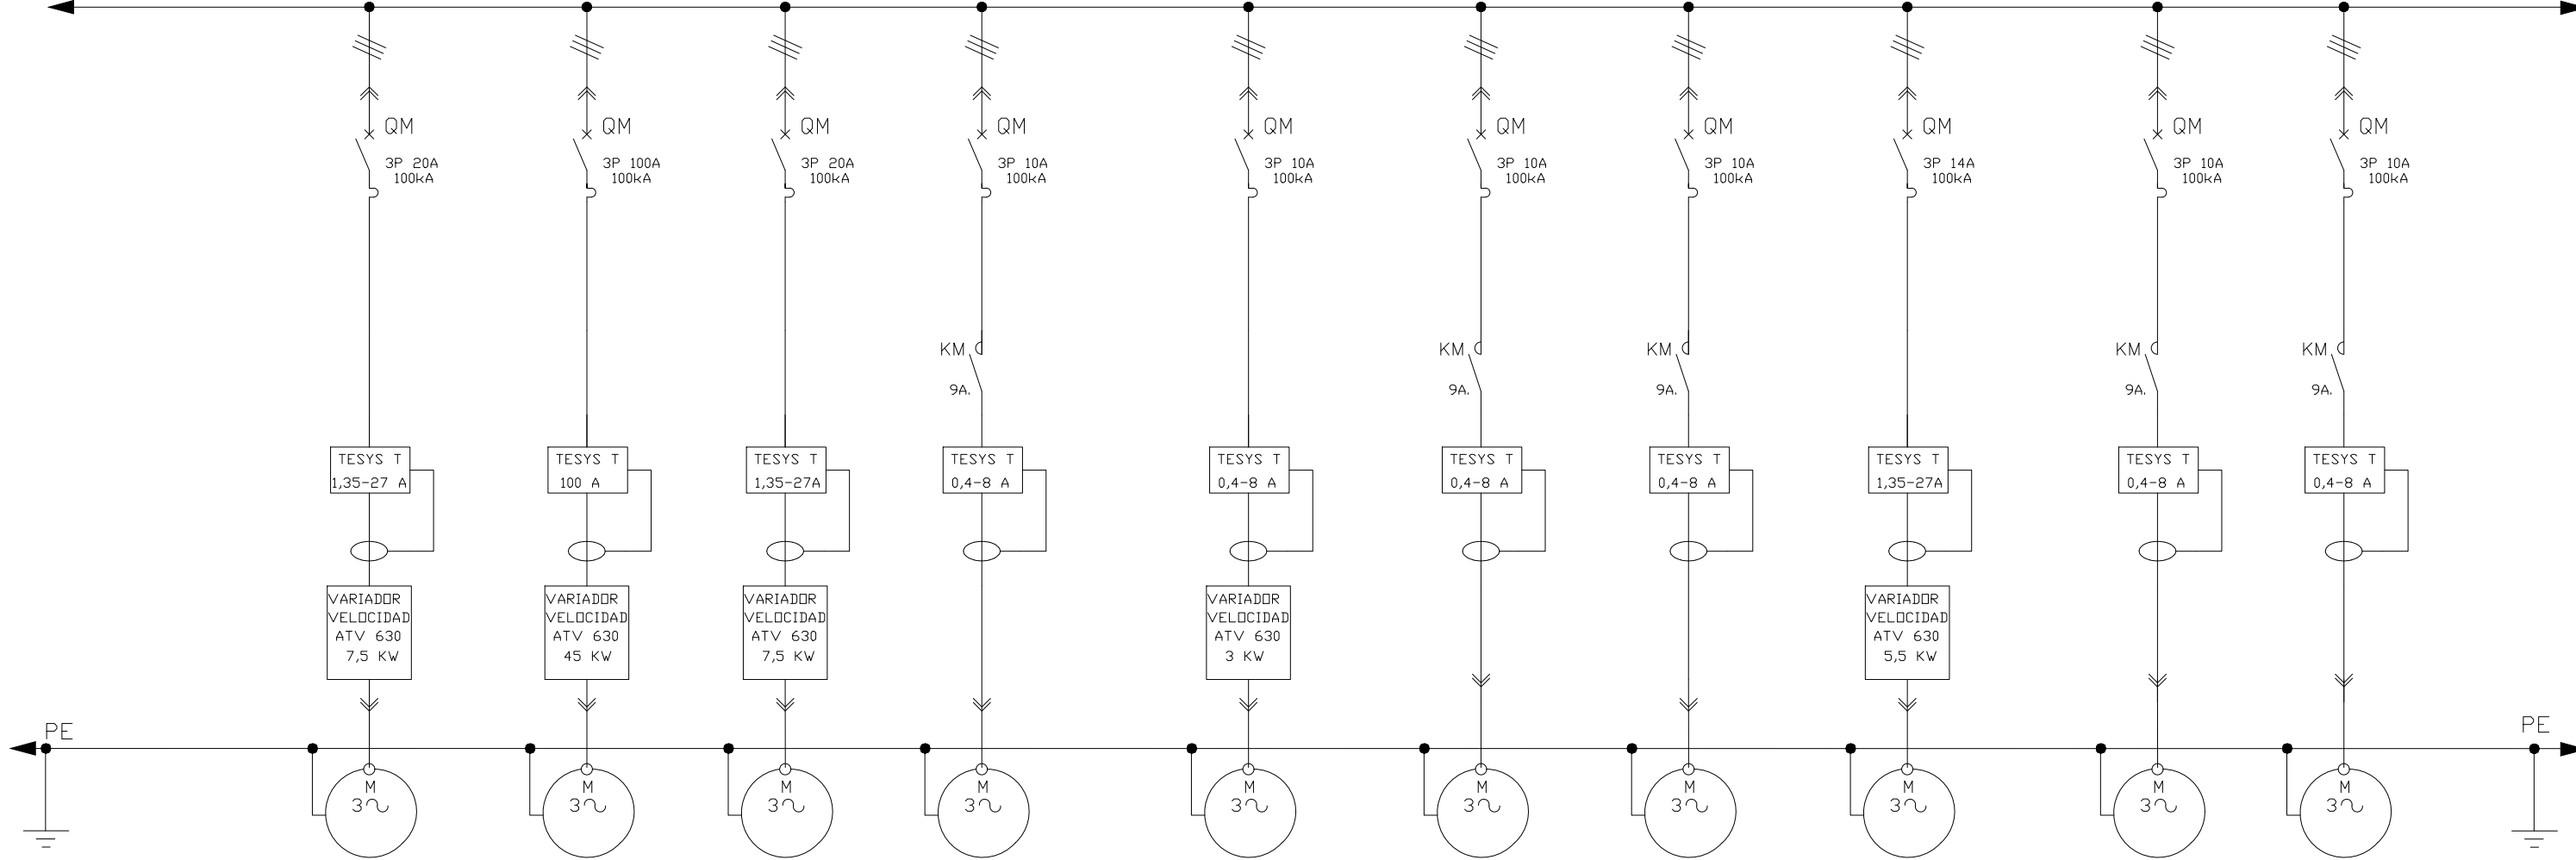 QM
3P 20A
100kA
QM
3P 100A
100kA
QM
3P 20A
100kA
QM
3P 10A
100kA
QM
3P 10A
100kA
QM
3P 10A
100kA
QM
3P 10A
100kA
QM
3P 14A
100kA
QM
3P 10A
100kA
QM
3P 10A
100kA
KM
9A.
KM
9A.
KM
9A.
KM
9A.
KM
9A.
TESYS T
1,35-27 A
TESYS T
100 A
TESYS T
1,35-27A
TESYS T
0,4-8 A
TESYS T
0,4-8 A
TESYS T
0,4-8 A
TESYS T
0,4-8 A
TESYS T
1,35-27A
TESYS T
0,4-8 A
TESYS T
0,4-8 A
VARIADOR
VELOCIDAD
ATV 630
7,5 KW
VARIADOR
VELOCIDAD
ATV 630
45 KW
VARIADOR
VELOCIDAD
ATV 630
7,5 KW
VARIADOR
VELOCIDAD
ATV 630
3 KW
VARIADOR
VELOCIDAD
ATV 630
5,5 KW
PE
PE
M
3~
M
3~
M
3~
M
3~
M
3~
M
3~
M
3~
M
3~
M
3~
M
3~